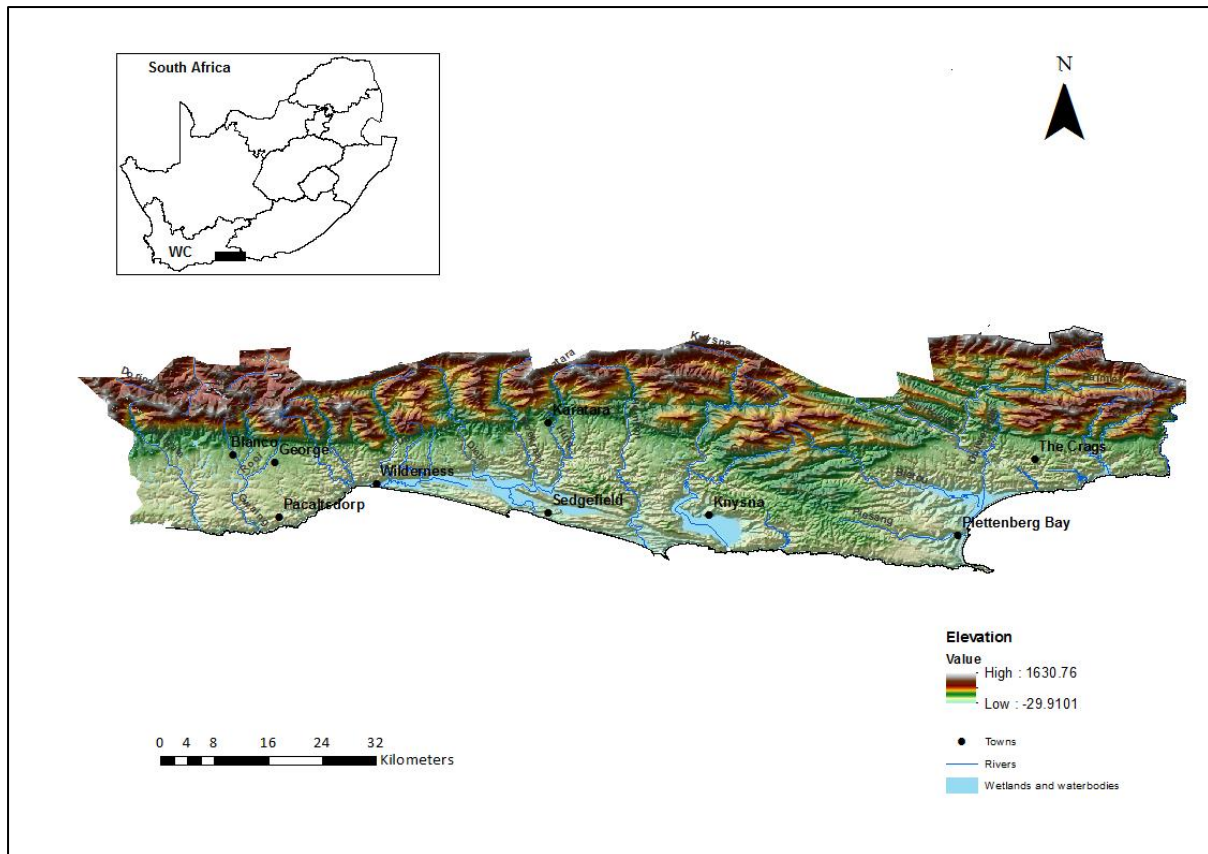 South Africa
WC
N
Knysna
Karatara
Blanco
George
Wilderness
The Crags
Pacaltsdorp
Sedgefield
Knysna
Plettenberg Bay
Elevation
Value
High : 1630.76
Low : -29.9101
0 4 8 16 24 32
Kilometers
Towns
Rivers
Wetlands and waterbodies